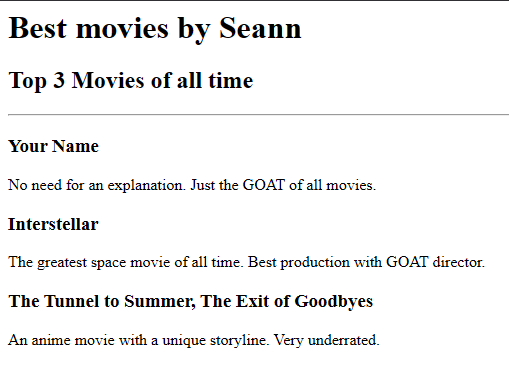 Best movies by Seann
Top 3 Movies of all time
Your Name
No need for an explanation. Just the GOAT of all movies.
Interstellar
The greatest space movie of all time. Best production with GOAT director.
The Tunnel to Summer, The Exit of Goodbyes
An anime movie with a unique storyline. Very underrated.